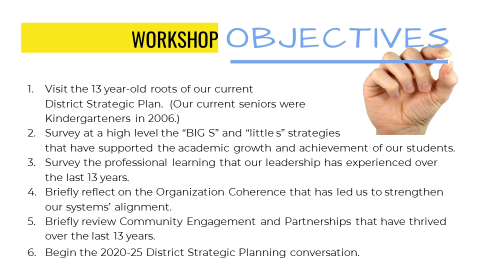 WORKSHOP OBJECTIVES
1. Visit the 13 year-old roots of our current
District Strategic Plan. (Our current seniors were
Kindergarteners in 2006.)
2. Survey at a high level the “BIG S” and “little s” strategies
that have supported the academic growth and achievement of our students.
3. Survey the professional learning that our leadership has experienced over
the last 13 years.
4. Briefly reflect on the Organization Coherence that has led us to strengthen
our systems’ alignment.
5. Briefly review Community Engagement and Partnerships that have thrived
over the last 13 years.
6. Begin the 2020-25 District Strategic Planning conversation.